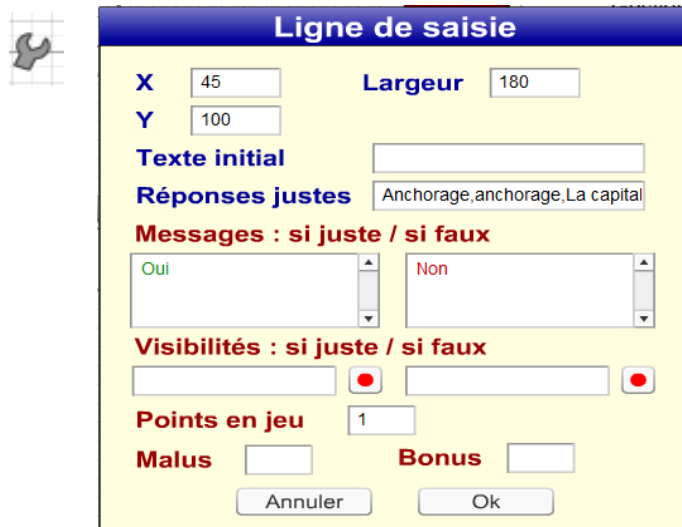 Ligne de saisie
X 45 Largeur 180
Y 100
Texte initial
Réponses justes Anchorage,anchorage,La capital
Messages : si juste / si faux
Oui Non
Visibilités : si juste / si faux
Points en jeu 1
Malus Bonus
Annuler Ok